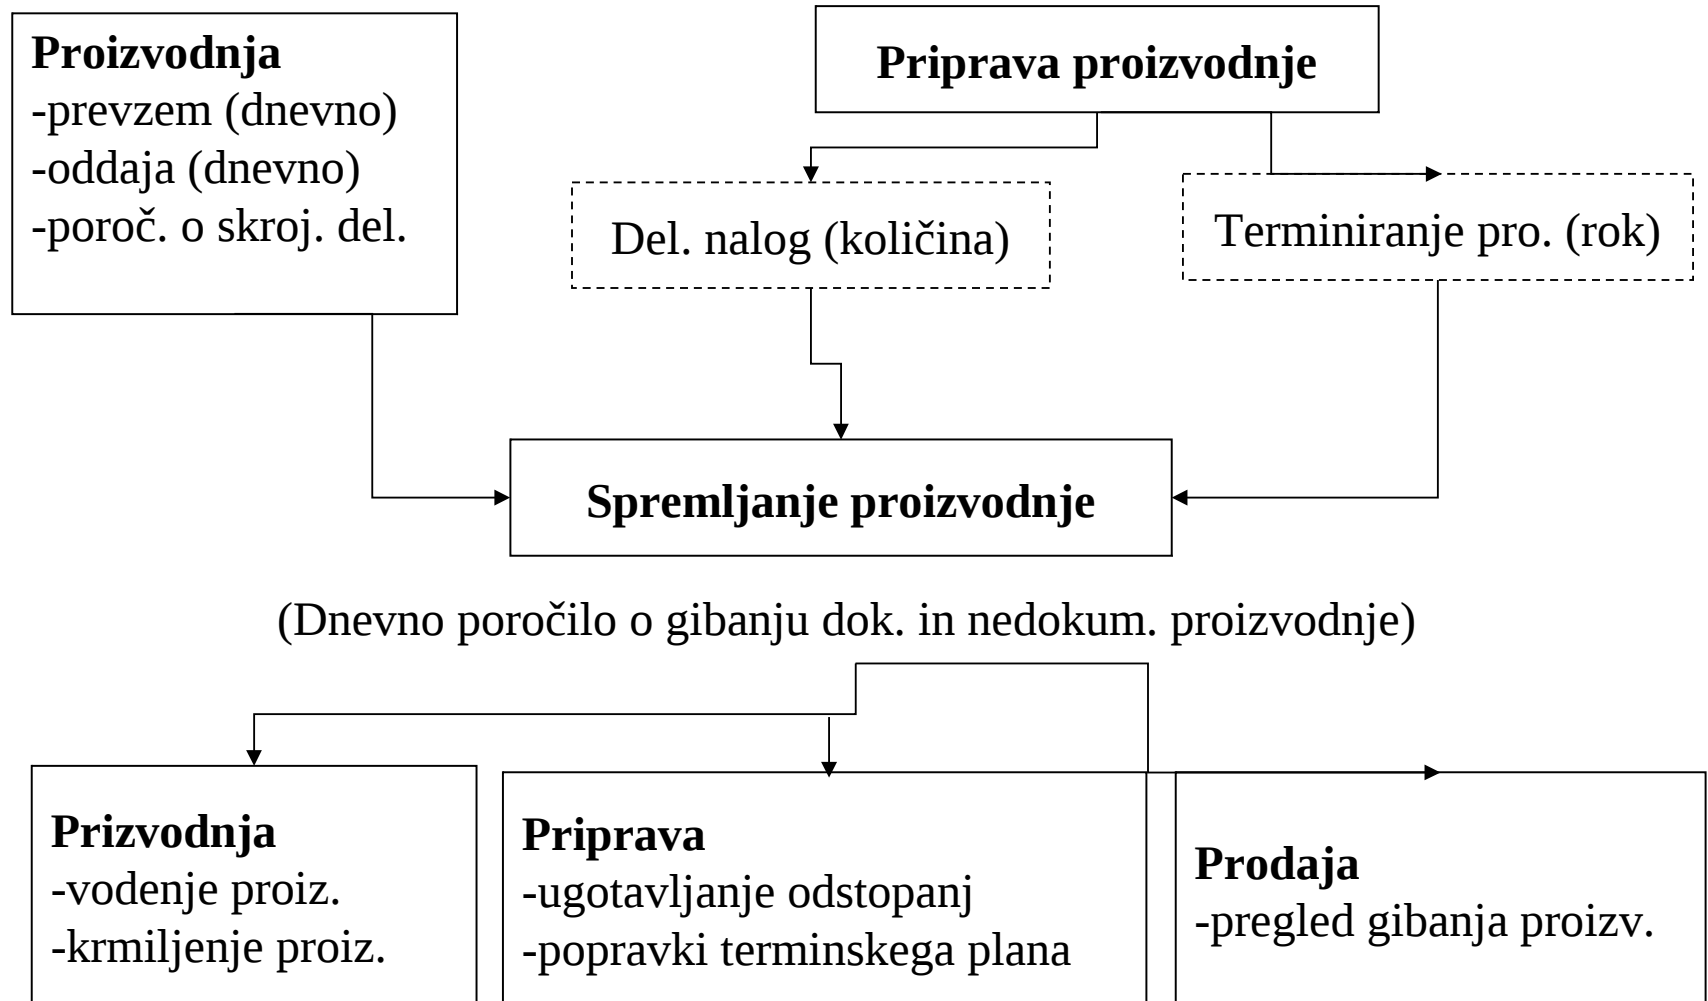 Proizvodnja
-prevzem (dnevno)
-oddaja (dnevno)
-poroč. o skroj. del.
Priprava proizvodnje
Del. nalog (količina)
Terminiranje pro. (rok)
Spremljanje proizvodnje
(Dnevno poročilo o gibanju dok. in nedokum. proizvodnje)
Prizvodnja
-vodenje proiz.
-krmiljenje proiz.
Priprava
-ugotavljanje odstopanj
-popravki terminskega plana
Prodaja
-pregled gibanja proizv.